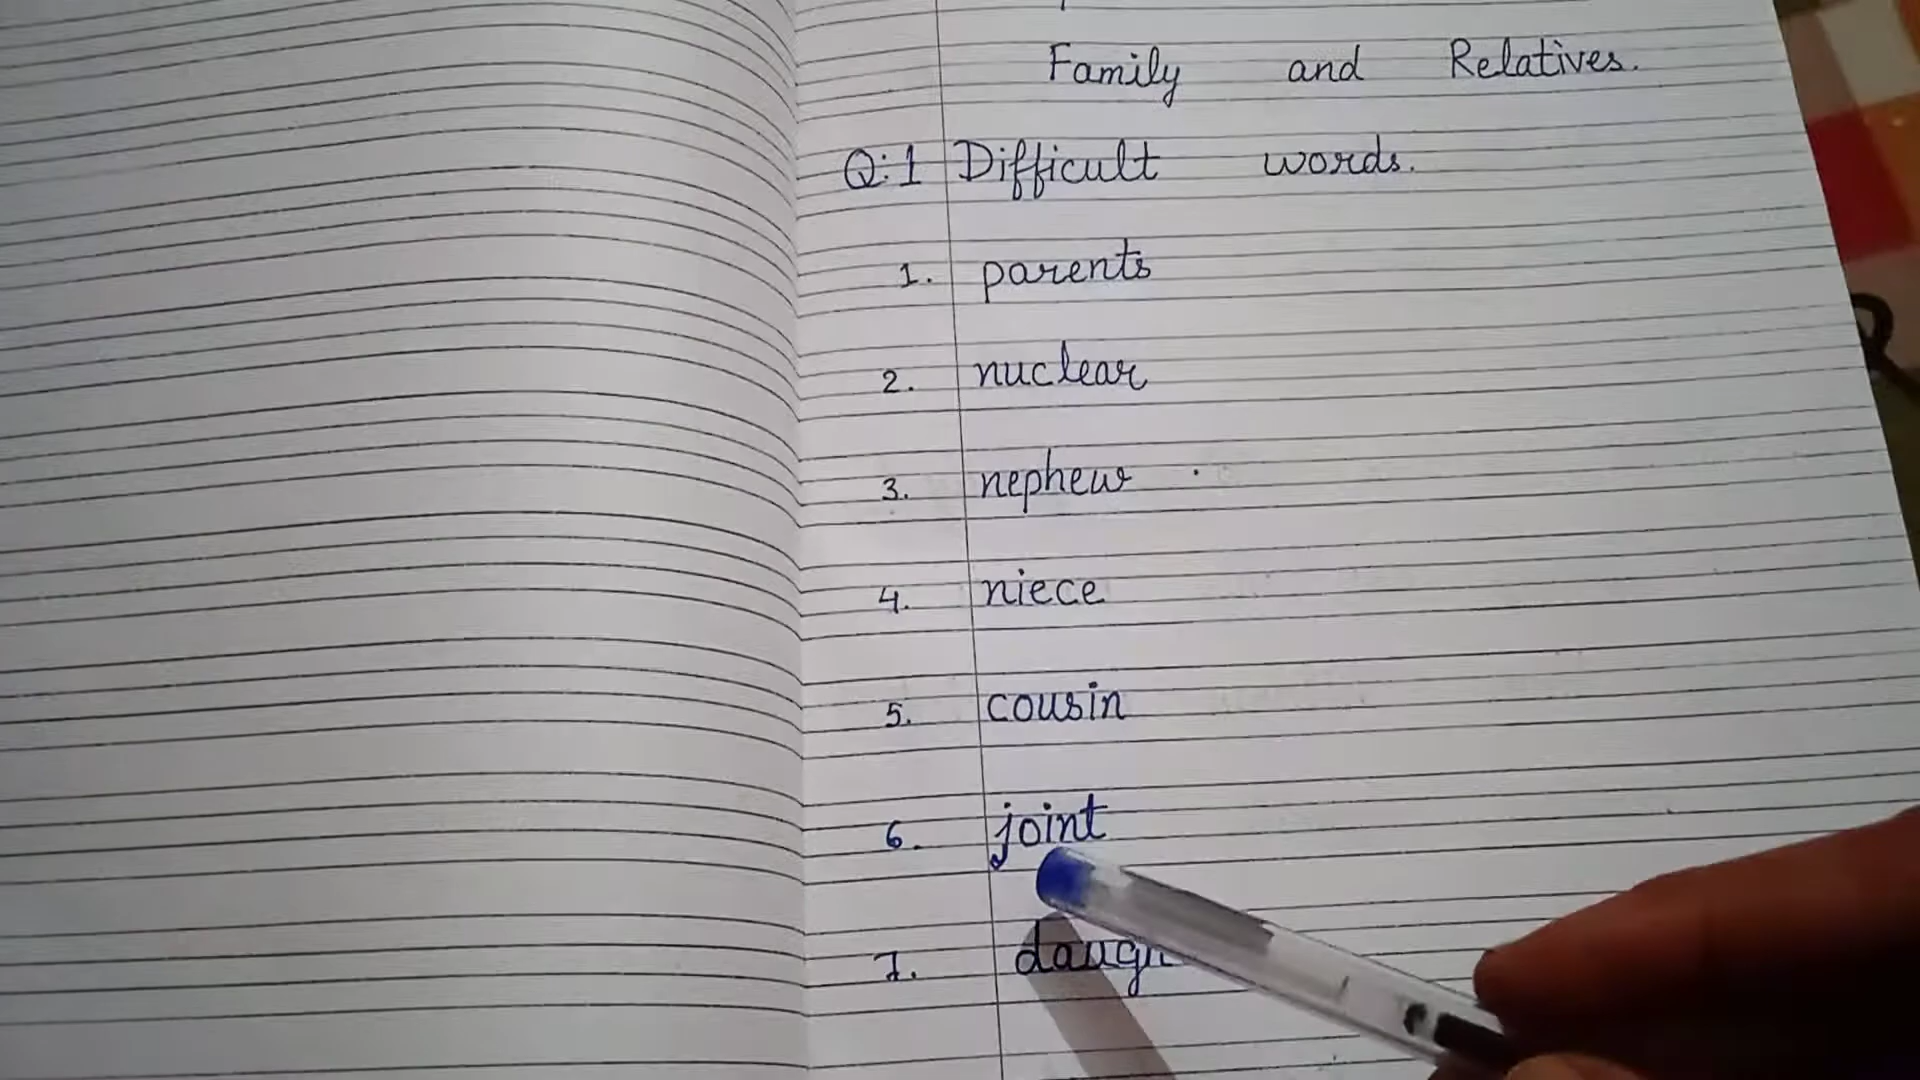 Family and Relatives.
Q:1 Difficult words.
1. parents
2. nuclear
3. nephew
4. niece
5. cousin
6. joint
7.